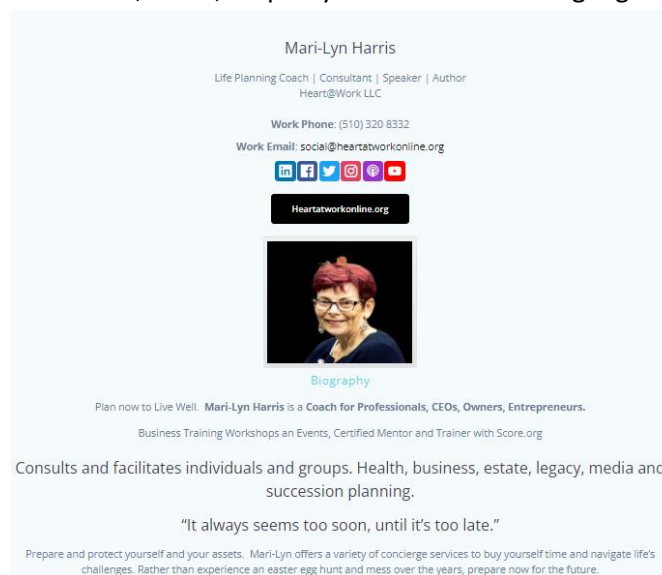 Mari-Lyn Harris
Life Planning Coach | Consultant | Speaker | Author
Heart@Work LLC
Work Phone: (510) 320 8332
Work Email: social@heartatworkonline.org
Heartatworkonline.org
Biography
Plan now to Live Well. Mari-Lyn Harris is a Coach for Professionals, CEOs, Owners, Entrepreneurs.
Business Training Workshops an Events, Certified Mentor and Trainer with Score.org
Consults and facilitates individuals and groups. Health, business, estate, legacy, media and
succession planning.
“It always seems too soon, until it’s too late.”
Prepare and protect yourself and your assets. Mari-Lyn offers a variety of concierge services to buy yourself time and navigate life’s
challenges. Rather than experience an easter egg hunt and mess over the years, prepare now for the future.